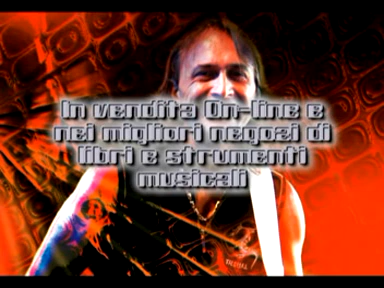 In vendita On-line e
nei migliori negozi di
libri e strumenti
musicali